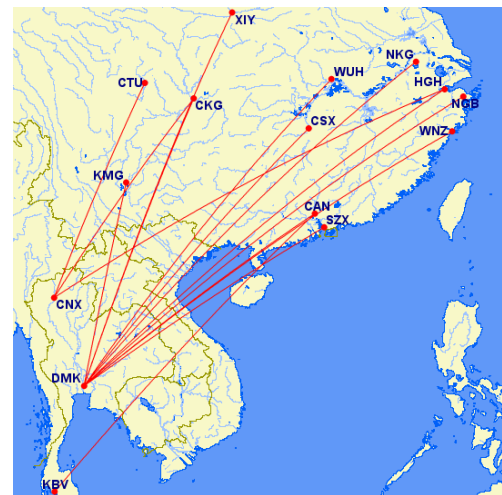 XIY
NKG
WUH
CTU
HGH
CKG
NGB
CSX
WNZ
KMG
CAN
SZX
CNX
DMK
KBV